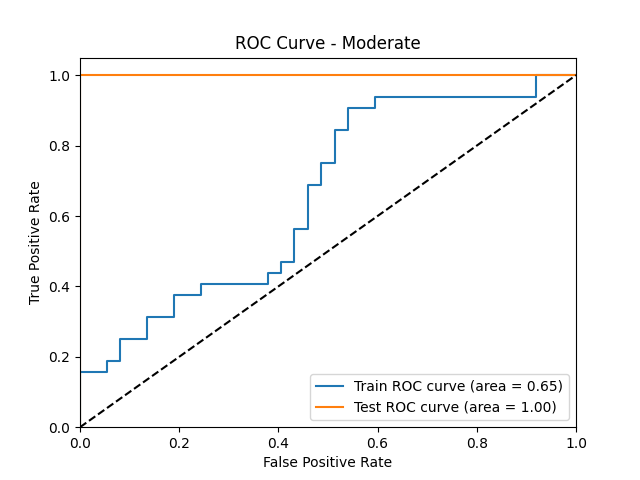 ROC Curve - Moderate
True Positive Rate
1.0
0.8
0.6
0.4
0.2
0.0
Train ROC curve (area = 0.65)
Test ROC curve (area = 1.00)
0.0 0.2 0.4 0.6 0.8 1.0
False Positive Rate